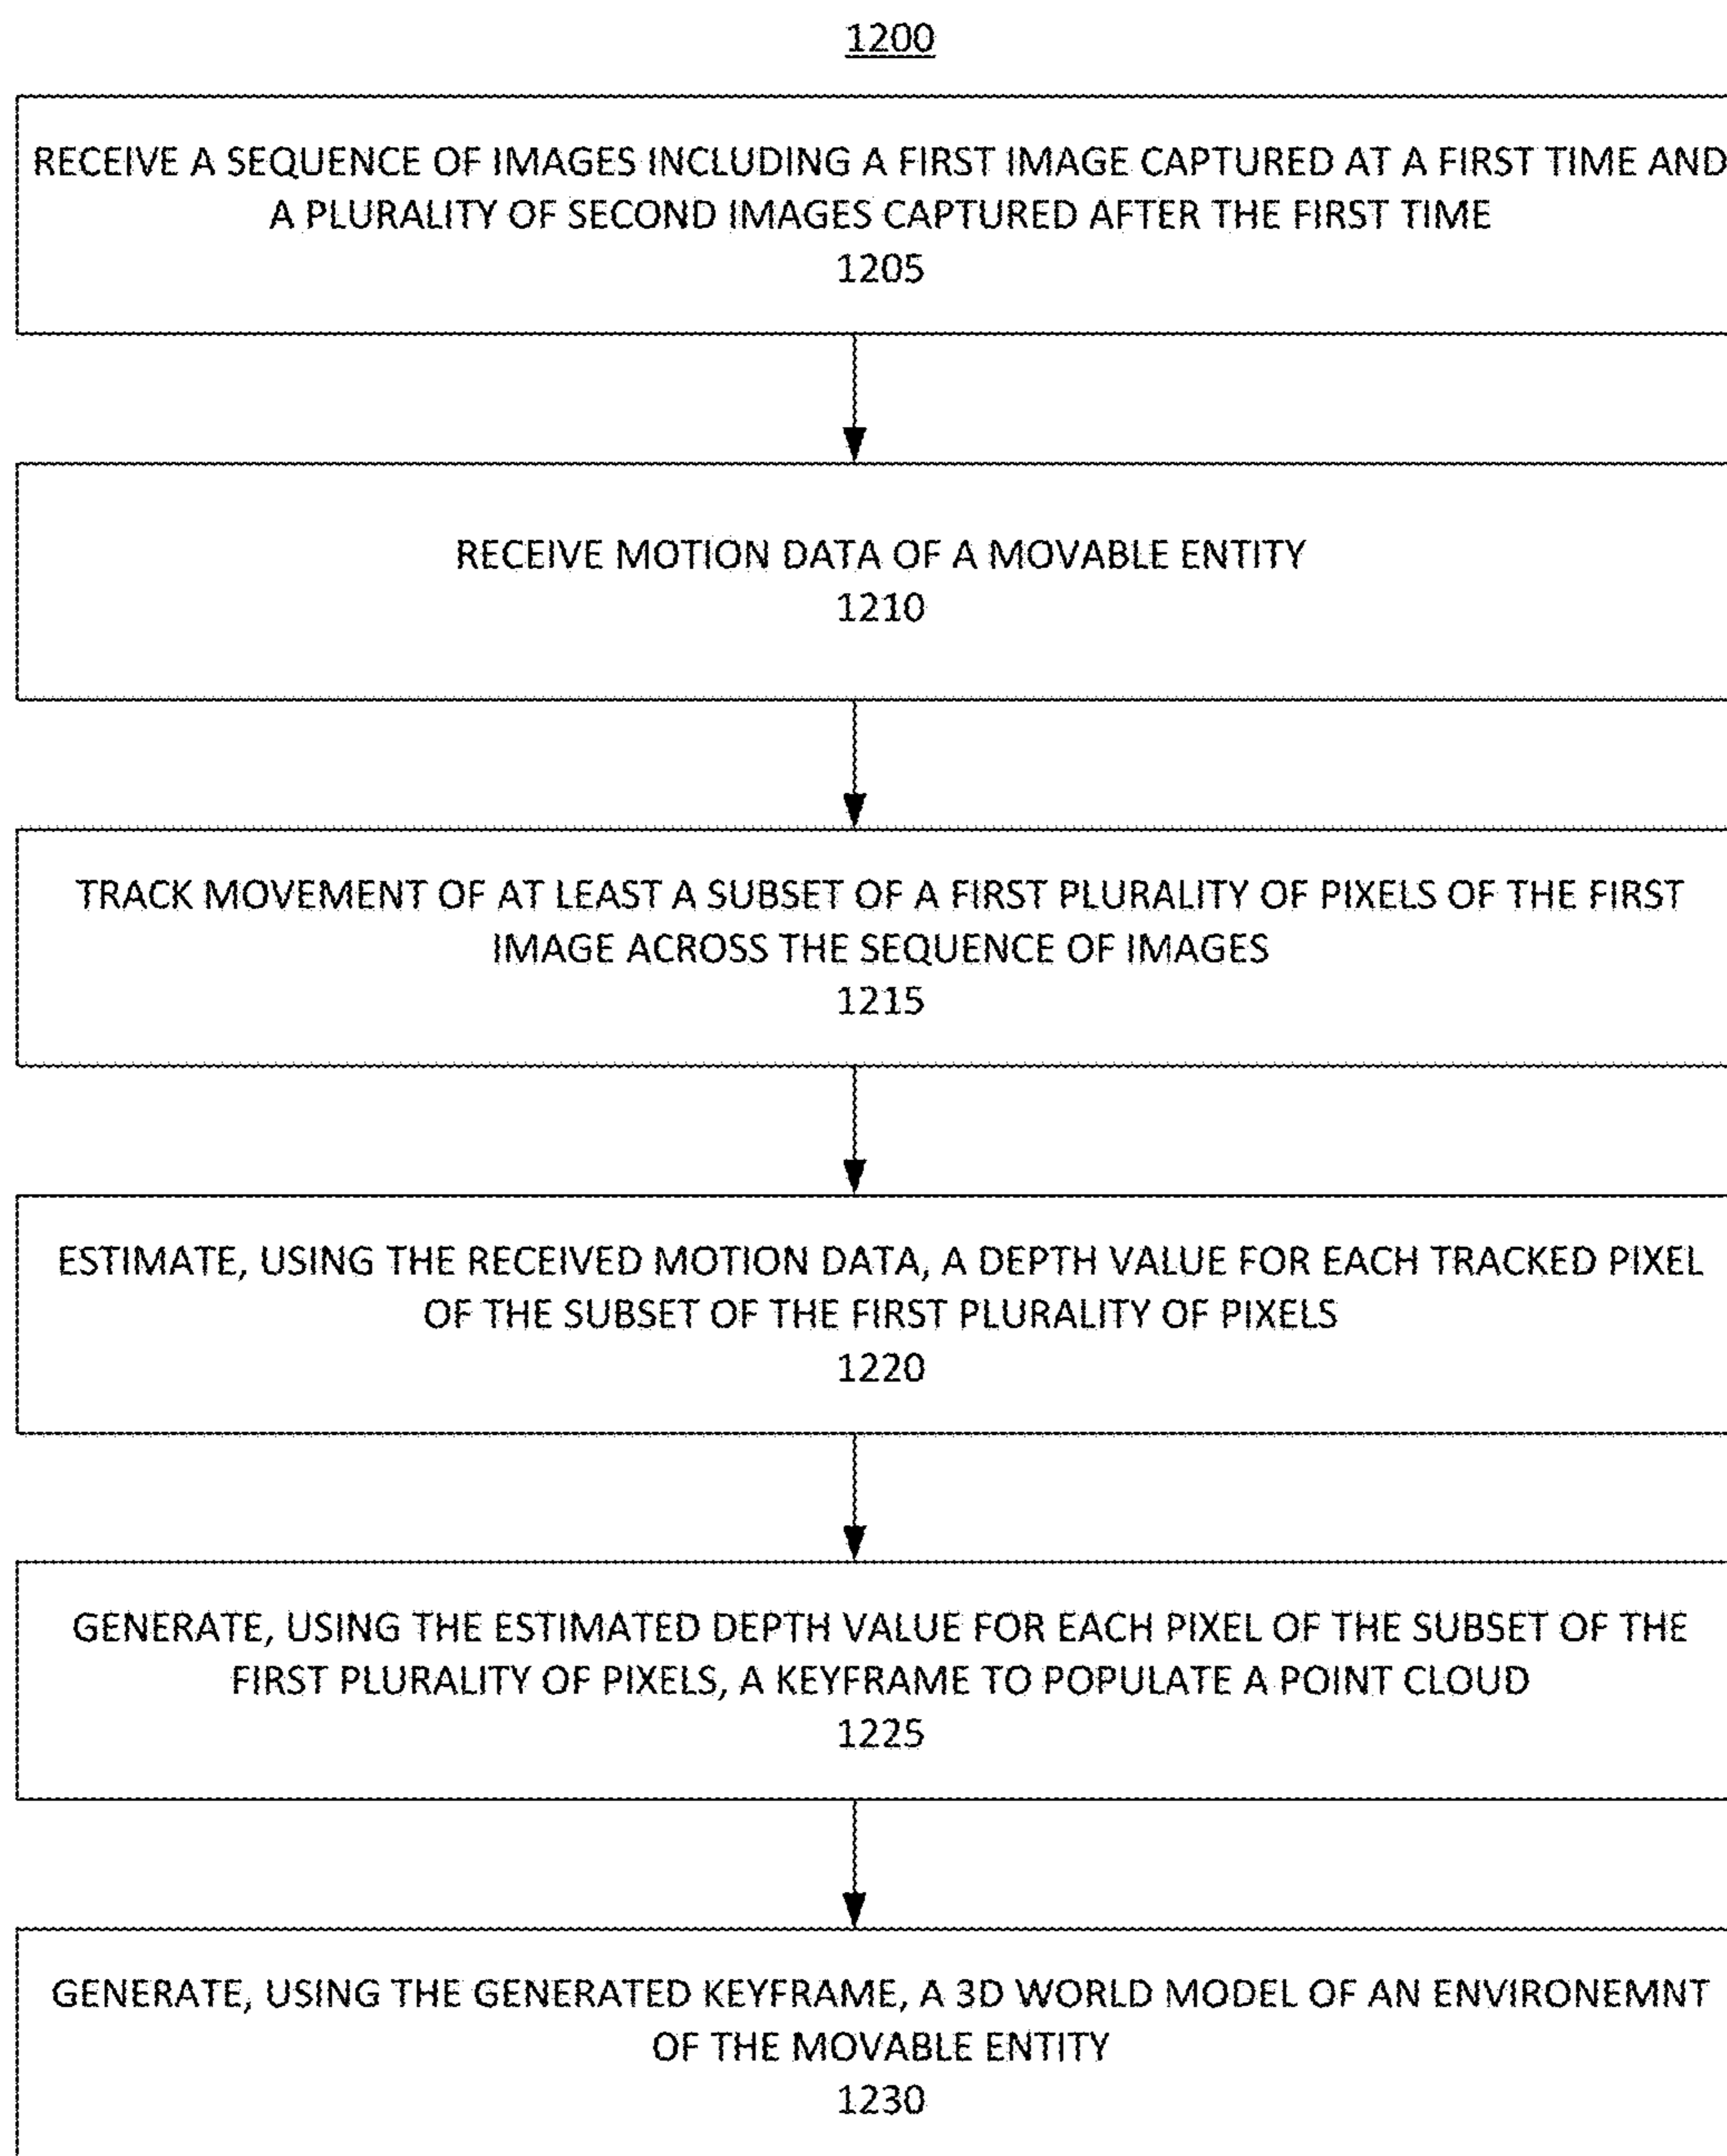 1200
RECEIVE A SEQUENCE OF IMAGES INCLUDING A FIRST IMAGE CAPTURED AT A FIRST TIME AND
A PLURALITY OF SECOND IMAGES CAPTURED AFTER THE FIRST TIME
1205
RECEIVE MOTION DATA OF A MOVABLE ENTITY
1210
TRACK MOVEMENT OF AT LEAST A SUBSET OF A FIRST PLURALITY OF PIXELS OF THE FIRST
IMAGE ACROSS THE SEQUENCE OF IMAGES
1215
ESTIMATE, USING THE RECEIVED MOTION DATA, A DEPTH VALUE FOR EACH TRACKED PIXEL
OF THE SUBSET OF THE FIRST PLURALITY OF PIXELS
1220
GENERATE, USING THE ESTIMATED DEPTH VALUE FOR EACH PIXEL OF THE SUBSET OF THE
FIRST PLURALITY OF PIXELS, A KEYFRAME TO POPULATE A POINT CLOUD
1225
GENERATE, USING THE GENERATED KEYFRAME, A 3D WORLD MODEL OF AN ENVIRONEMNT
OF THE MOVABLE ENTITY
1230